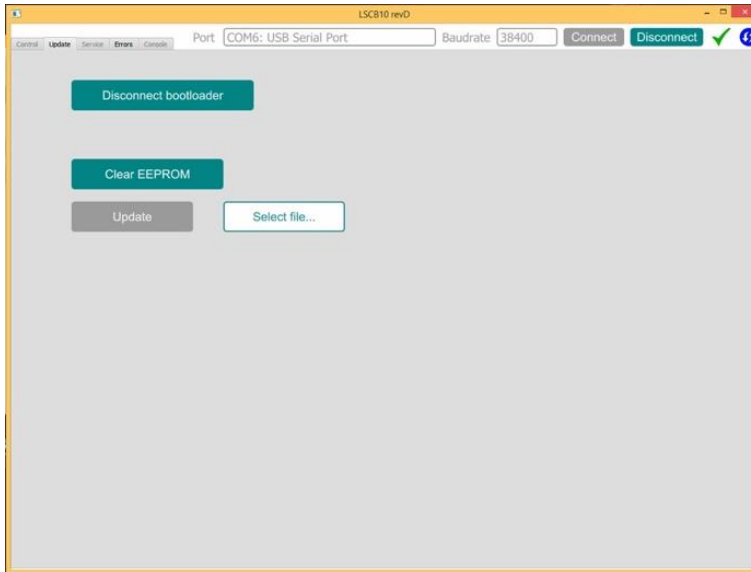 LSCB10 revD
Control Update Service Errors Console Port COM6: USB Serial Port Baudrate 38400 Connect Disconnect
Disconnect bootloader
Clear EEPROM
Update Select file...